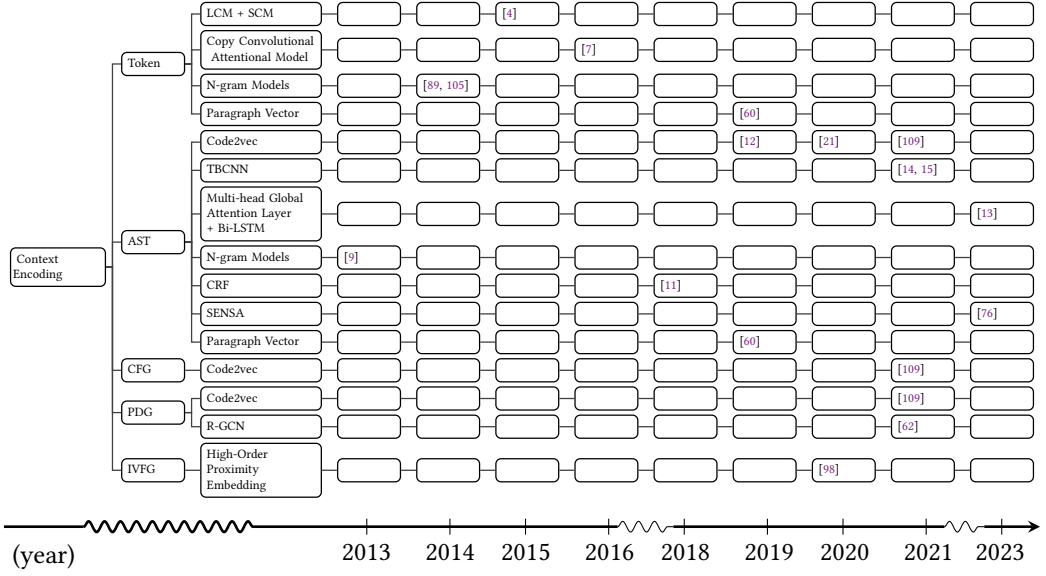 LCM + SCM [4]
Copy Convolutional
Attentional Model [7]
Token
N-gram Models [89, 105]
Paragraph Vector [60]
Code2vec [12] [21] [109]
TBCNN [14, 15]
Multi-head Global
Attention Layer
+ Bi-LSTM [13]
AST
N-gram Models [9]
Context
Encoding
CRF [11]
SENSA [76]
Paragraph Vector [60]
CFG Code2vec [109]
Code2vec [109]
PDG
R-GCN [62]
High-Order
Proximity
Embedding
IVFG [98]
(year) 2013 2014 2015 2016 2018 2019 2020 2021 2023